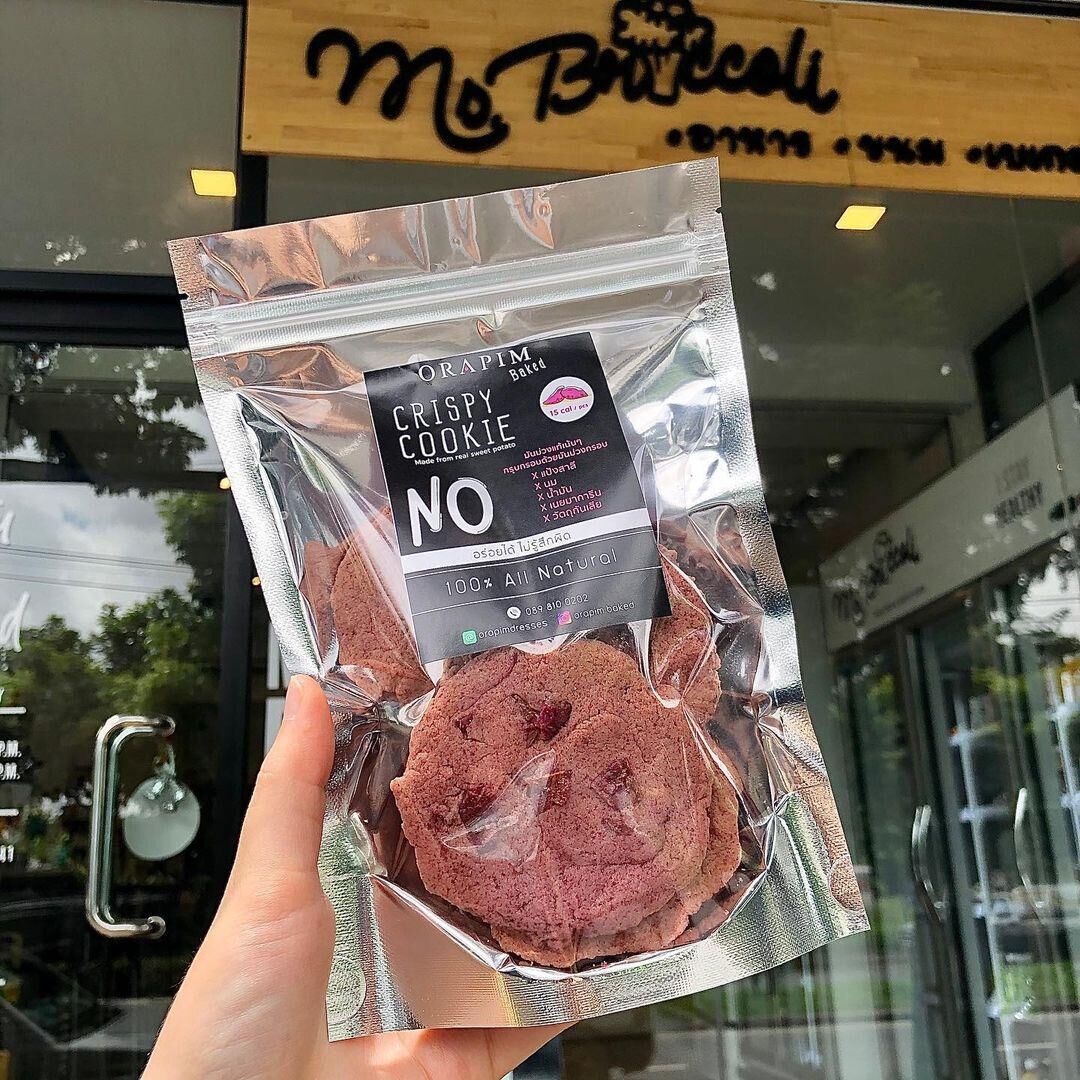 Mo. Broccoli
• อาหาร • ขนม
ORAPIM
Baked
CRISPY
COOKIE
Made from real sweet potato
15 cal / pcs
มันม่วงแท้เน้นๆ
กรุบกรอบด้วยมันม่วงกรอบ
X แป้งสาลี
X นม
X น้ำมัน
X เนยมาการีน
X วัตถุกันเสีย
NO
อร่อยได้ ไม่รู้สึกผิด
100% All Natural
089 810 0202
@orapimdresses
orapim.baked
HEALTHY
Mo. Broccoli
P.M.
P.M.
41